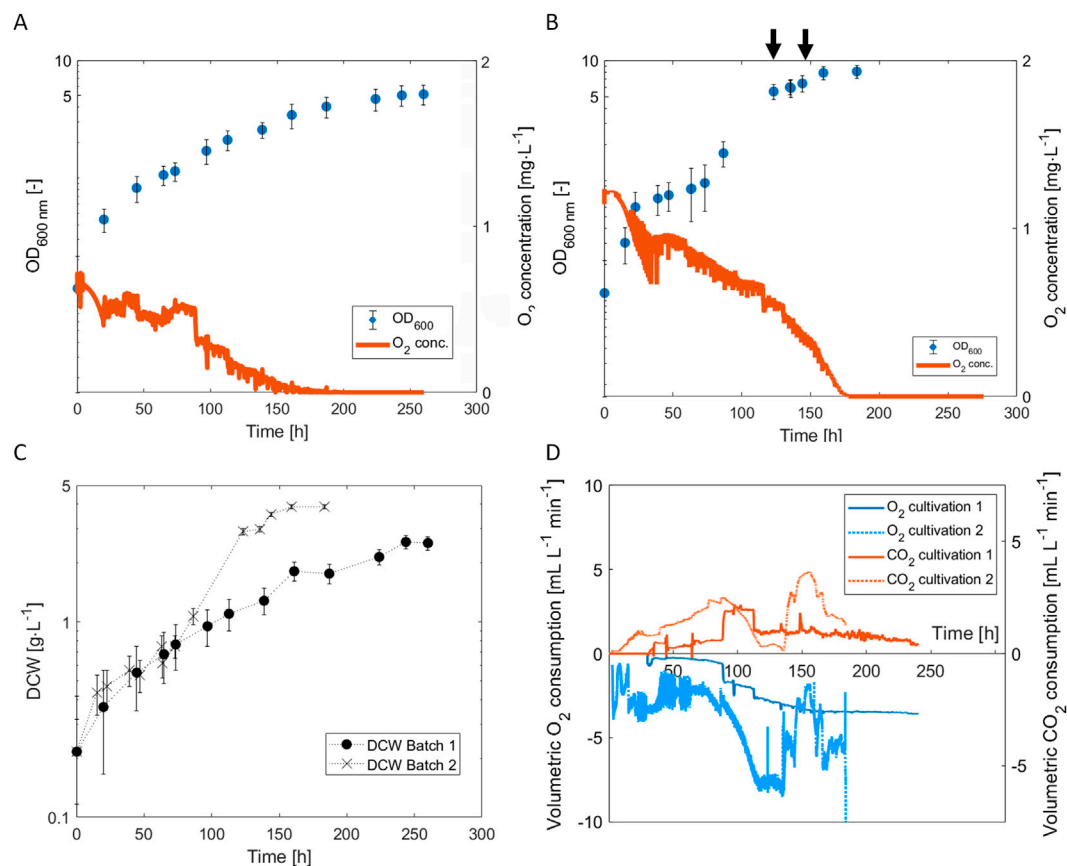 A
10
5
OD600 nm [-]
0
50
100
150
200
250
300
Time [h]
2
1
0
O2 concentration [mg·L-1]
OD600
O2 conc.
B
10
5
OD600 nm [-]
0
50
100
150
200
250
300
Time [h]
2
1
0
O2 concentration [mg·L-1]
OD600
O2 conc.
C
5
1
0.1
DCW [g·L-1]
0
50
100
150
200
250
300
Time [h]
DCW Batch 1
DCW Batch 2
D
10
5
0
-5
-10
Volumetric O2 consumption [mL L-1 min-1]
O2 cultivation 1
O2 cultivation 2
CO2 cultivation 1
CO2 cultivation 2
Time [h]
0
50
100
150
200
250
5
0
-5
Volumetric CO2 consumption [mL L-1 min-1]